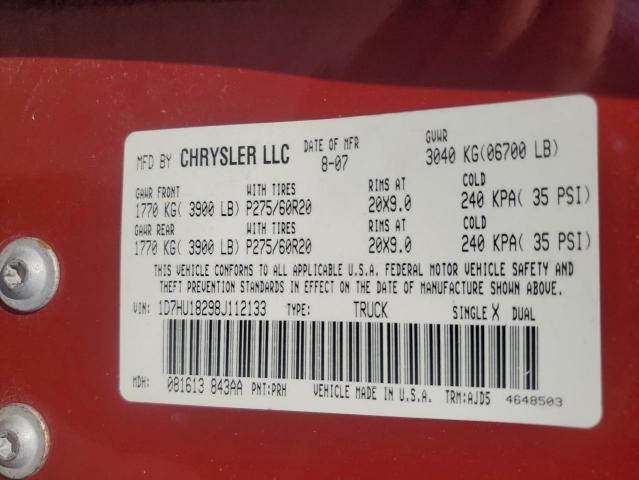 MFD BY CHRYSLER LLC DATE OF MFR 8-07 GVWR 3040 KG(06700 LB)
GAWR FRONT WITH TIRES RIMS AT COLD
1770 KG( 3900 LB) P275/60R20 20X9.0 240 KPA( 35 PSI)
GAWR REAR WITH TIRES RIMS AT COLD
1770 KG( 3900 LB) P275/60R20 20X9.0 240 KPA( 35 PSI)
THIS VEHICLE CONFORMS TO ALL APPLICABLE U.S.A. FEDERAL MOTOR VEHICLE SAFETY AND
THEFT PREVENTION STANDARDS IN EFFECT ON THE DATE OF MANUFACTURE SHOWN ABOVE.
VIN: 1D7HU18298J112133 TYPE: TRUCK SINGLE X DUAL
MDH: 081613 843AA PNT:PRH VEHICLE MADE IN U.S.A. TRM:AJD5 4648503